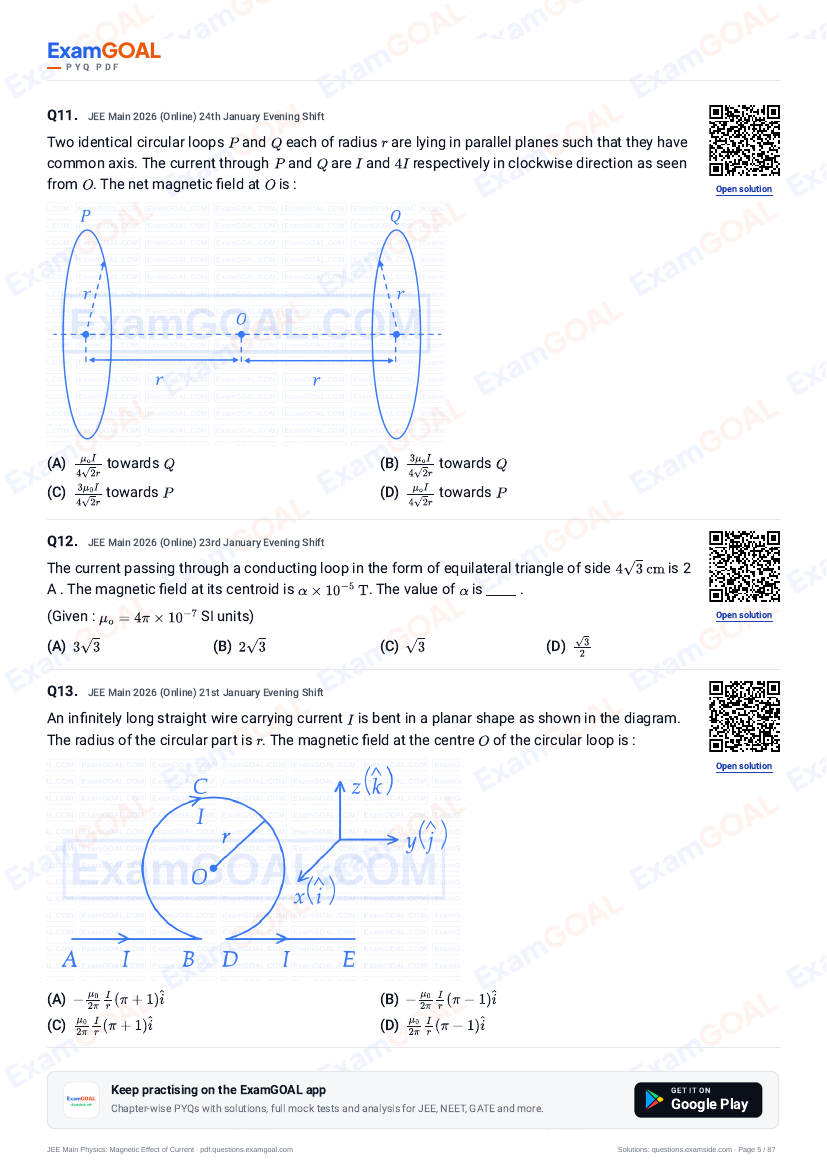 ExamGOAL
PYQ PDF
Q11. JEE Main 2026 (Online) 24th January Evening Shift
Two identical circular loops P and Q each of radius r are lying in parallel planes such that they have
common axis. The current through P and Q are I and 4I respectively in clockwise direction as seen
from O. The net magnetic field at O is :
Open solution
P Q
r r
O
r r
ExamGOAL.COM
(A) μ₀I/4√2r towards Q (B) 3μ₀I/4√2r towards Q
(C) 3μ₀I/4√2r towards P (D) μ₀I/4√2r towards P
Q12. JEE Main 2026 (Online) 23rd January Evening Shift
The current passing through a conducting loop in the form of equilateral triangle of side 4√3 cm is 2
A . The magnetic field at its centroid is α × 10⁻⁵ T. The value of α is ____ .
(Given : μ₀ = 4π × 10⁻⁷ SI units)
Open solution
(A) 3√3 (B) 2√3 (C) √3 (D) √3/2
Q13. JEE Main 2026 (Online) 21st January Evening Shift
An infinitely long straight wire carrying current I is bent in a planar shape as shown in the diagram.
The radius of the circular part is r. The magnetic field at the centre O of the circular loop is :
Open solution
C
I
r
O
z(k̂)
y(ĵ)
x(î)
A I B D I E
ExamGOAL.COM
(A) −μ₀/2π I/r (π + 1)î (B) −μ₀/2π I/r (π − 1)î
(C) μ₀/2π I/r (π + 1)î (D) μ₀/2π I/r (π − 1)î
ExamGOAL
Keep practising on the ExamGOAL app
Chapter-wise PYQs with solutions, full mock tests and analysis for JEE, NEET, GATE and more.
GET IT ON
Google Play
JEE Main Physics: Magnetic Effect of Current · pdf.questions.examgoal.com Solutions: questions.examside.com · Page 5 / 87